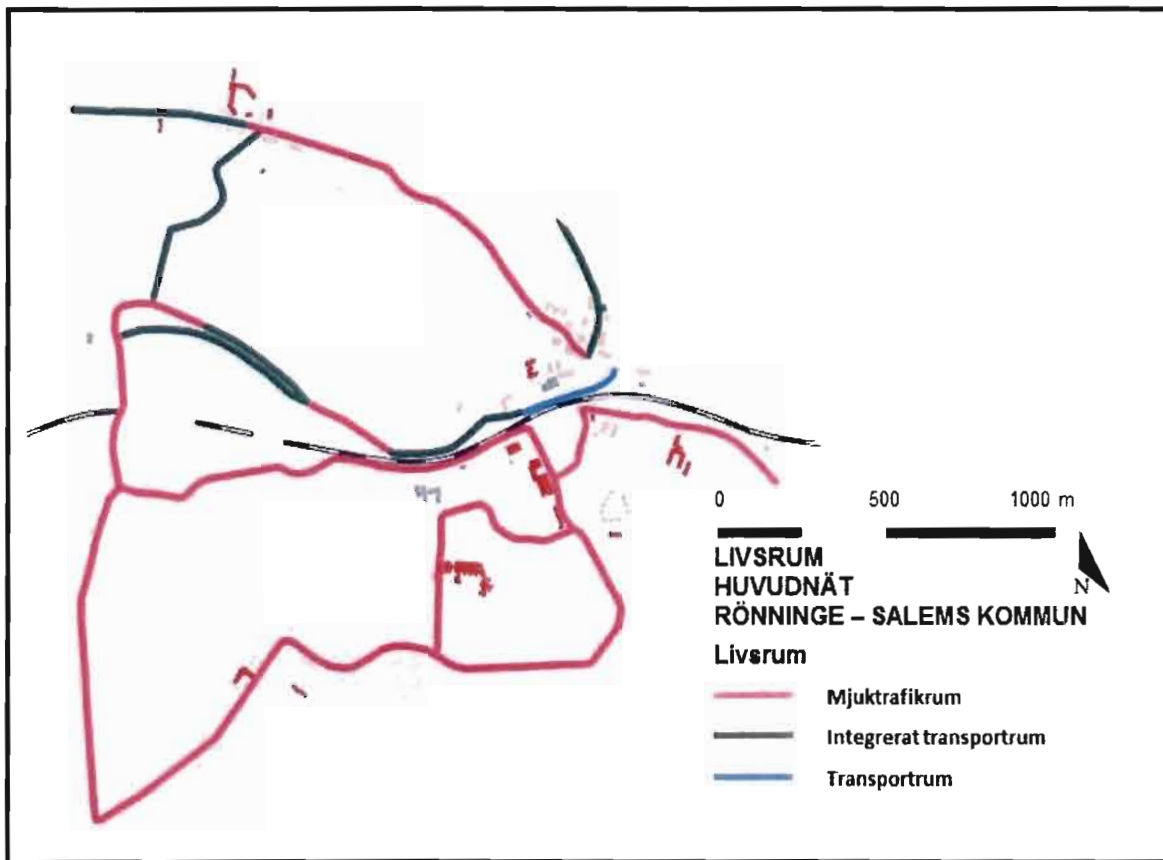 0 500 1000 m
LIVSRUM
HUVUDNÄT
N
RÖNNINGE – SALEMS KOMMUN
Livsrum
Mjuktrafikrum
Integrerat transportrum
Transportrum